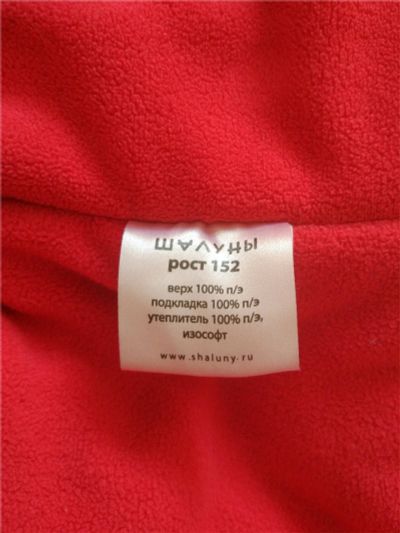 ШАЛУНЫ
рост 152
верх 100% п/э
подкладка 100% п/э
утеплитель 100% п/э,
изософт
www.shaluny.ru